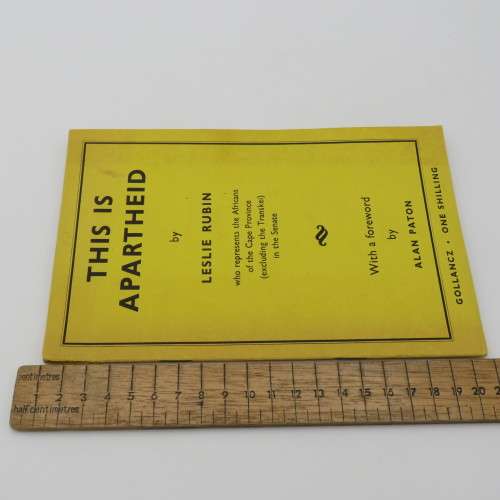 THIS IS
APARTHEID
by
LESLIE RUBIN
who represents the Africans
of the Cape Province
(excluding the Transkei)
in the Senate
With a foreword
by
ALAN PATON
GOLLANCZ · ONE SHILLING
centimetres
1 2 3 4 5 6 7 8 9 10 11 12 13 14 15 16 17 18 19 20
half centimetres